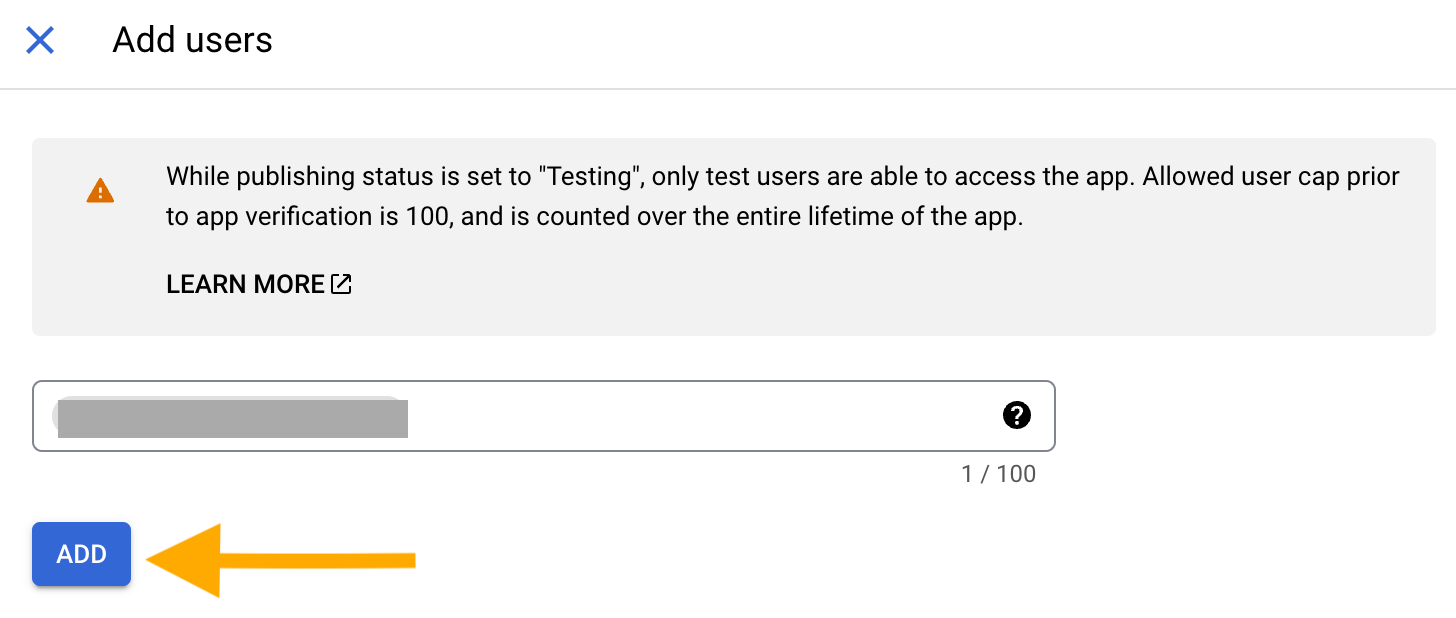 Add users
While publishing status is set to "Testing", only test users are able to access the app. Allowed user cap prior
to app verification is 100, and is counted over the entire lifetime of the app.
LEARN MORE
1 / 100
ADD